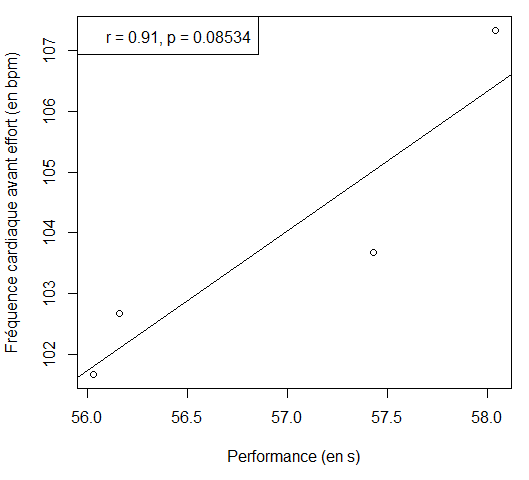 r = 0.91, p = 0.08534
Fréquence cardiaque avant effort (en bpm)
107
106
105
104
103
102
56.0 56.5 57.0 57.5 58.0
Performance (en s)